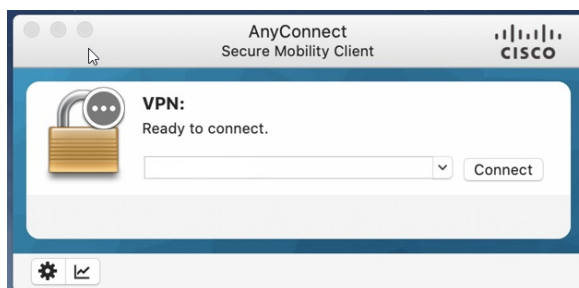 AnyConnect
Secure Mobility Client
CISCO
VPN:
Ready to connect.
Connect